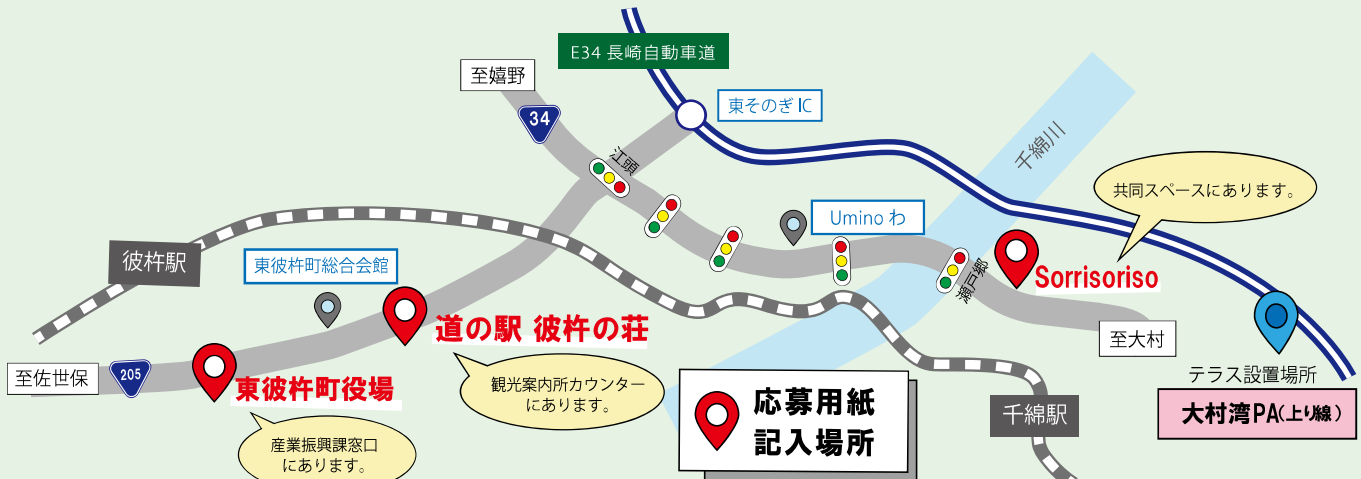 E34 長崎自動車道
至嬉野
34
東そのぎIC
江頭
千綿川
共同スペースにあります。
Umino わ
彼杵駅
東彼杵町総合会館
瀬戸郷
Sorrisoriso
道の駅 彼杵の荘
至大村
至佐世保
205
東彼杵町役場
観光案内所カウンター
にあります。
テラス設置場所
大村湾PA(上り線)
応募用紙
記入場所
千綿駅
産業振興課窓口
にあります。